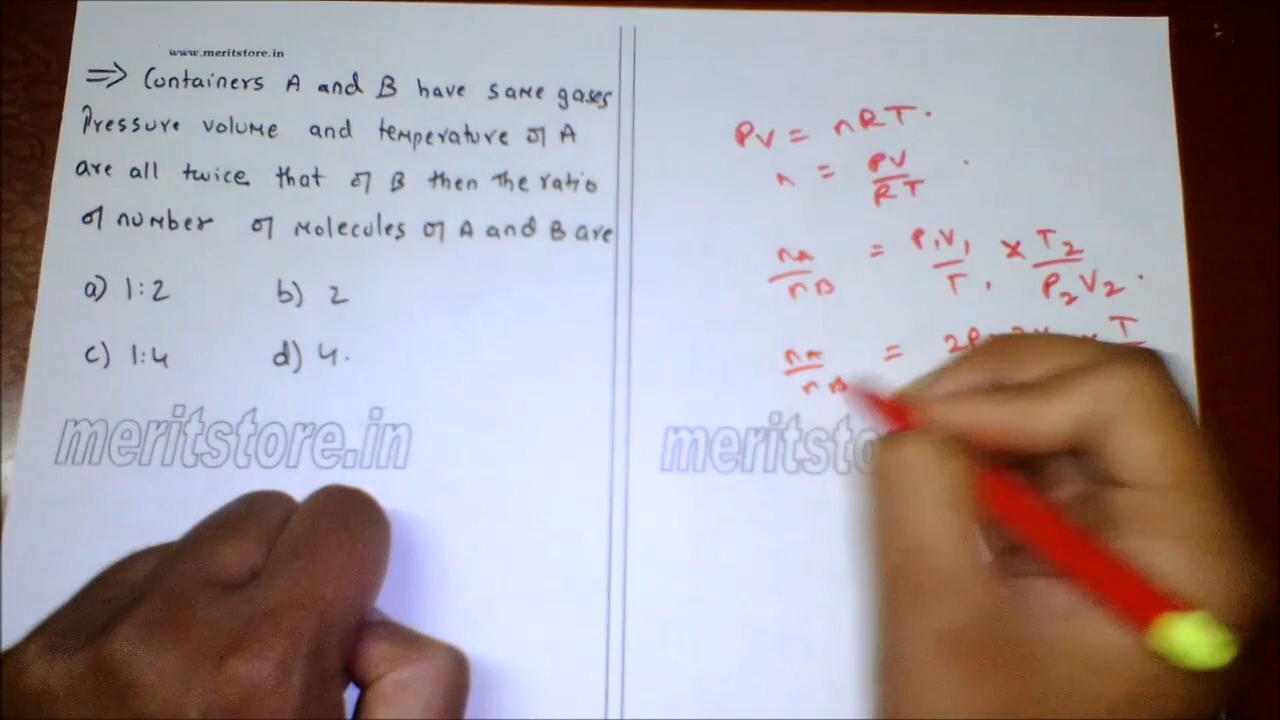 www.meritstore.in
⇒ Containers A and B have same gases
Pressure volume and temperature of A
are all twice that of B then the ratio
of number of molecules of A and B are
a) 1:2 b) 2
c) 1:4 d) 4.
meritstore.in
PV = nRT.
n = PV/RT
nA/nB = P₁V₁/T₁ × T₂/P₂V₂.
nA/nB = 2P
meritsto